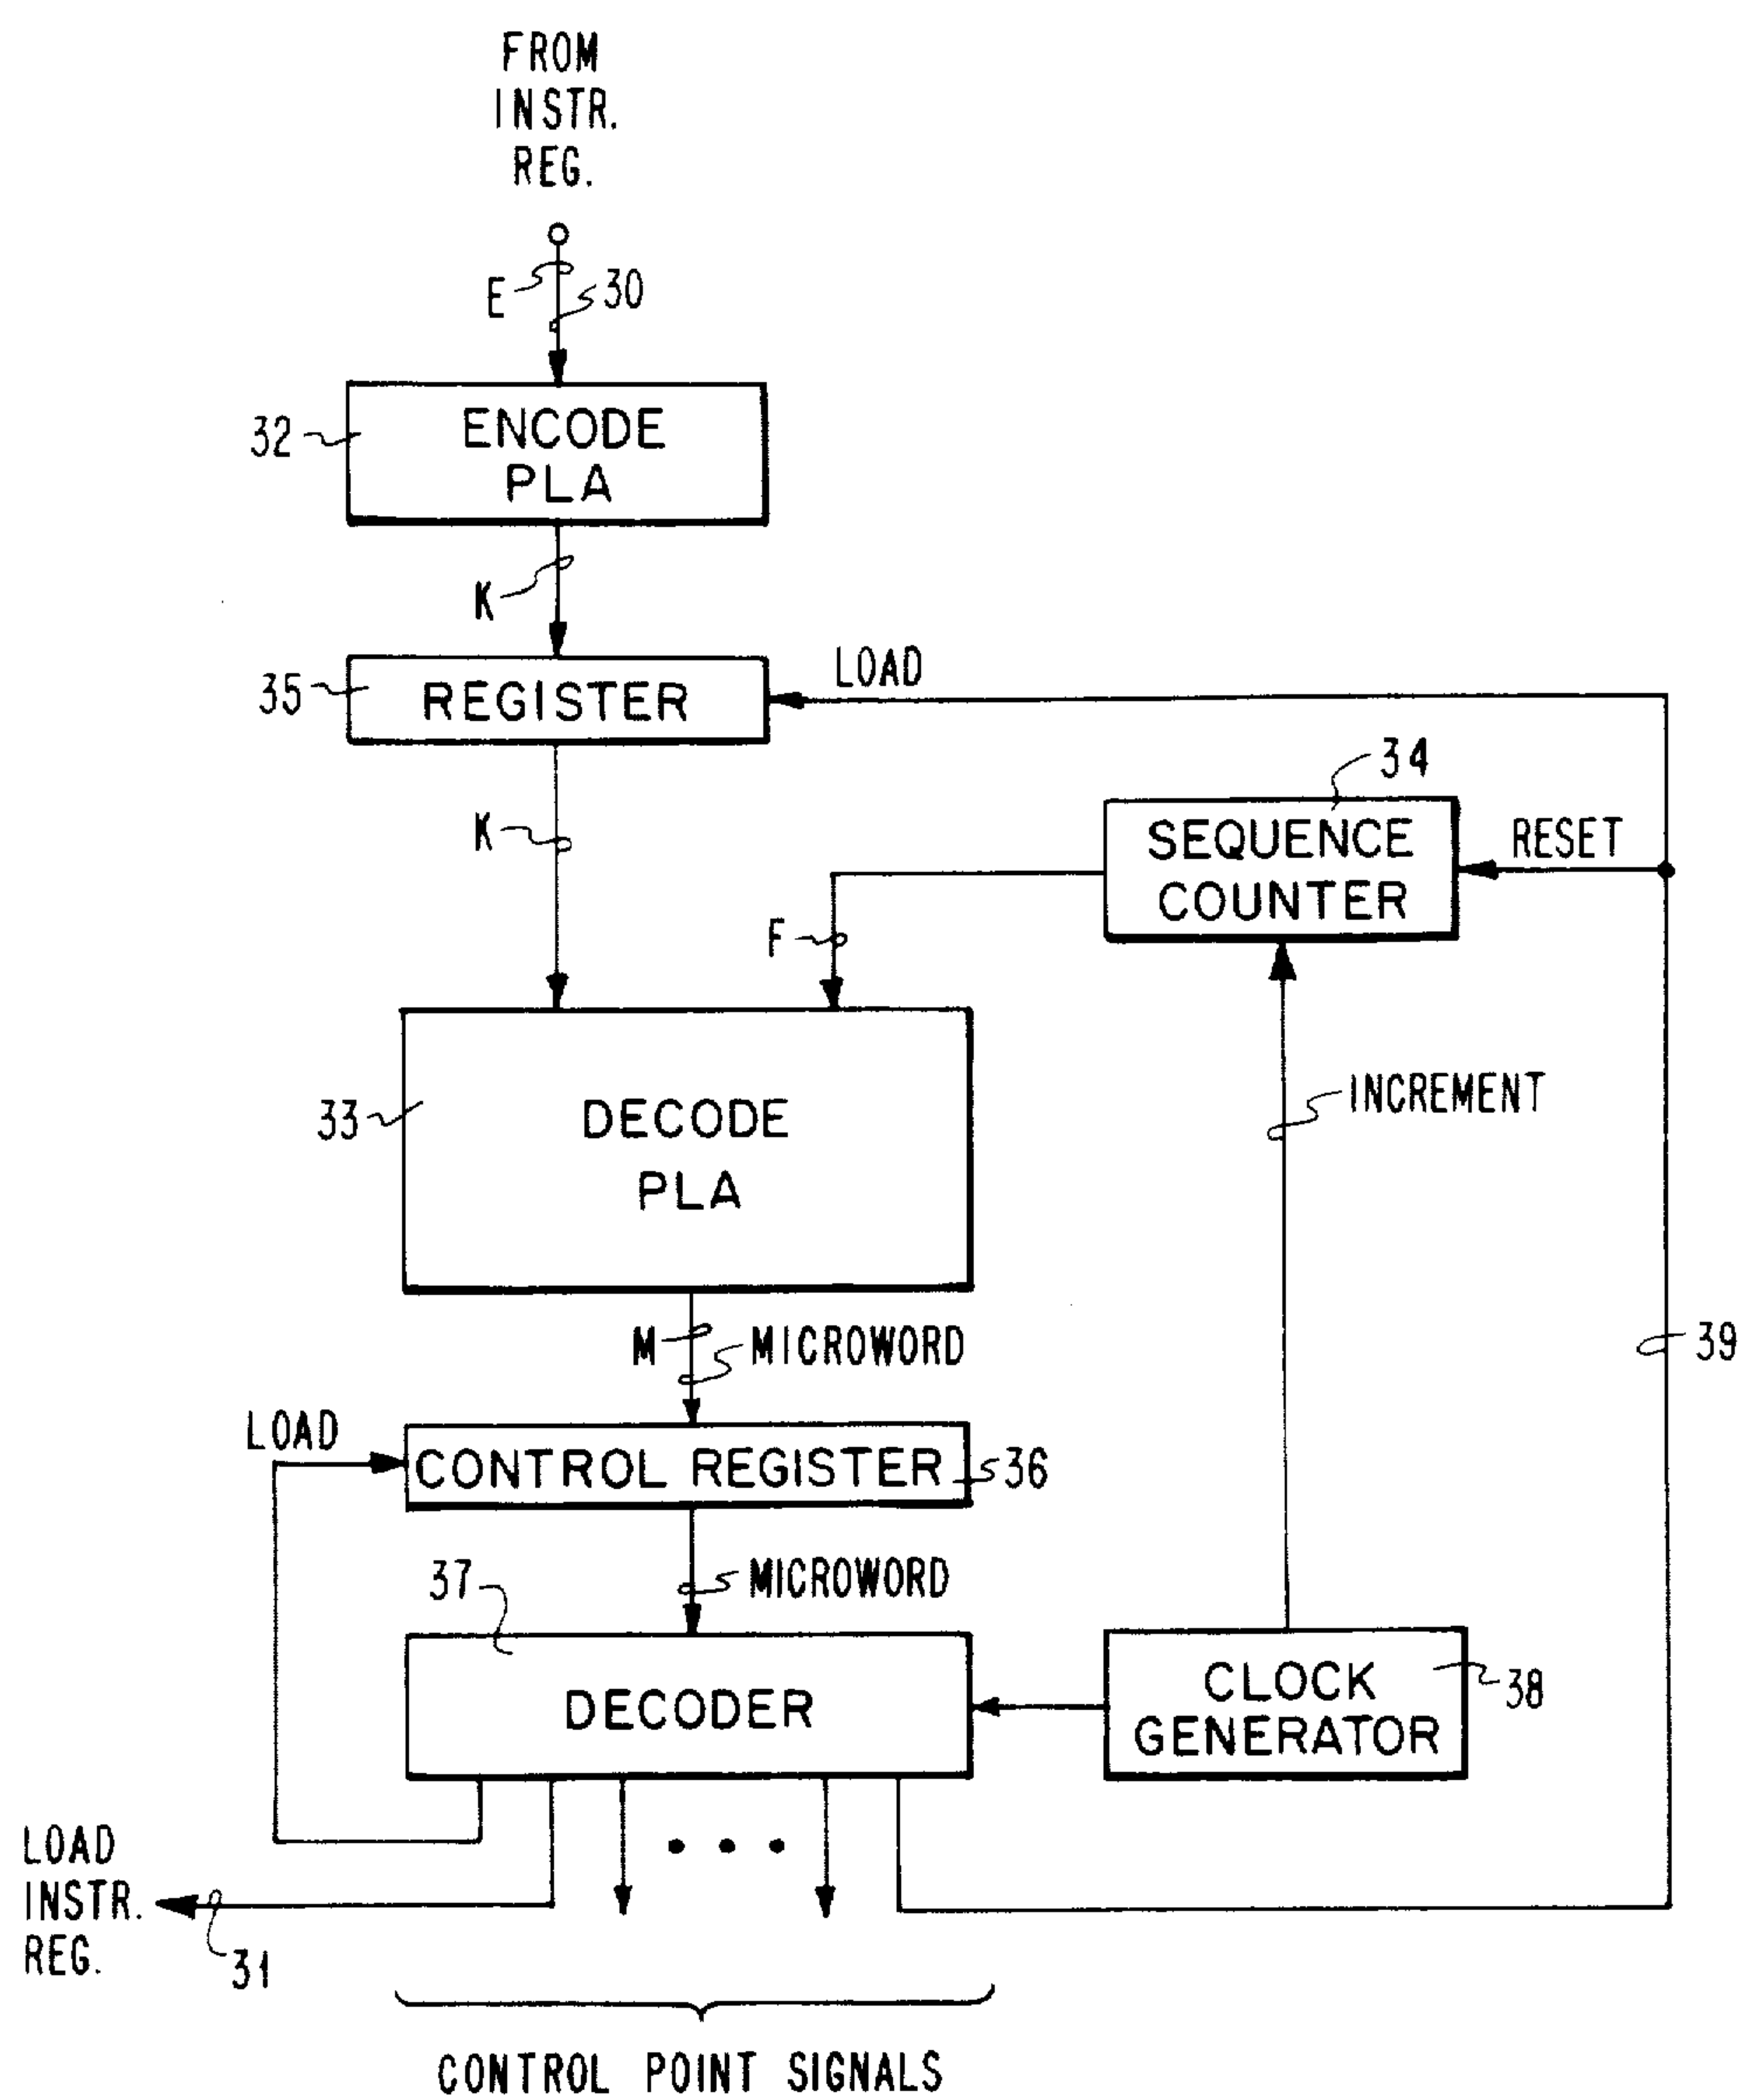 FROM
INSTR.
REG.
E
30
32
ENCODE
PLA
K
35
REGISTER
LOAD
34
K
SEQUENCE
COUNTER
RESET
F
33
DECODE
PLA
INCREMENT
M
MICROWORD
39
LOAD
CONTROL REGISTER
36
37
MICROWORD
DECODER
CLOCK
GENERATOR
38
LOAD
INSTR.
REG.
31
CONTROL POINT SIGNALS